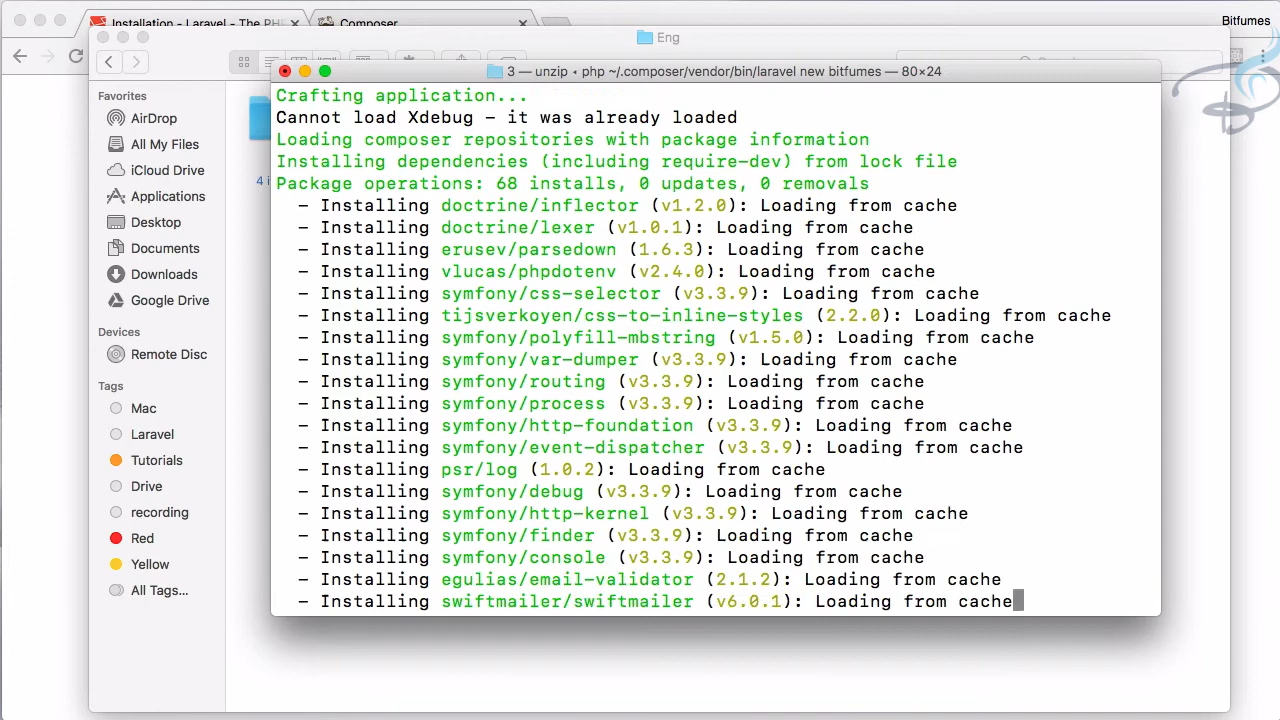 Installation - Laravel - The PHP
Composer
Bitfumes
Eng
3 — unzip ◂ php ~/.composer/vendor/bin/laravel new bitfumes — 80×24
Favorites
AirDrop
All My Files
iCloud Drive
Applications
Desktop
Documents
Downloads
Google Drive
Devices
Remote Disc
Tags
Mac
Laravel
Tutorials
Drive
recording
Red
Yellow
All Tags...
4 i
Crafting application...
Cannot load Xdebug - it was already loaded
Loading composer repositories with package information
Installing dependencies (including require-dev) from lock file
Package operations: 68 installs, 0 updates, 0 removals
- Installing doctrine/inflector (v1.2.0): Loading from cache
- Installing doctrine/lexer (v1.0.1): Loading from cache
- Installing erusev/parsedown (1.6.3): Loading from cache
- Installing vlucas/phpdotenv (v2.4.0): Loading from cache
- Installing symfony/css-selector (v3.3.9): Loading from cache
- Installing tijsverkoyen/css-to-inline-styles (2.2.0): Loading from cache
- Installing symfony/polyfill-mbstring (v1.5.0): Loading from cache
- Installing symfony/var-dumper (v3.3.9): Loading from cache
- Installing symfony/routing (v3.3.9): Loading from cache
- Installing symfony/process (v3.3.9): Loading from cache
- Installing symfony/http-foundation (v3.3.9): Loading from cache
- Installing symfony/event-dispatcher (v3.3.9): Loading from cache
- Installing psr/log (1.0.2): Loading from cache
- Installing symfony/debug (v3.3.9): Loading from cache
- Installing symfony/http-kernel (v3.3.9): Loading from cache
- Installing symfony/finder (v3.3.9): Loading from cache
- Installing symfony/console (v3.3.9): Loading from cache
- Installing egulias/email-validator (2.1.2): Loading from cache
- Installing swiftmailer/swiftmailer (v6.0.1): Loading from cache